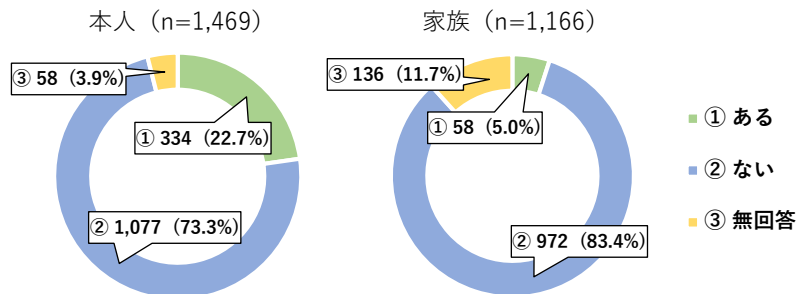 本人（n=1,469）
③ 58（3.9%）
① 334（22.7%）
② 1,077（73.3%）
家族（n=1,166）
③ 136（11.7%）
① 58（5.0%）
② 972（83.4%）
① ある
② ない
③ 無回答